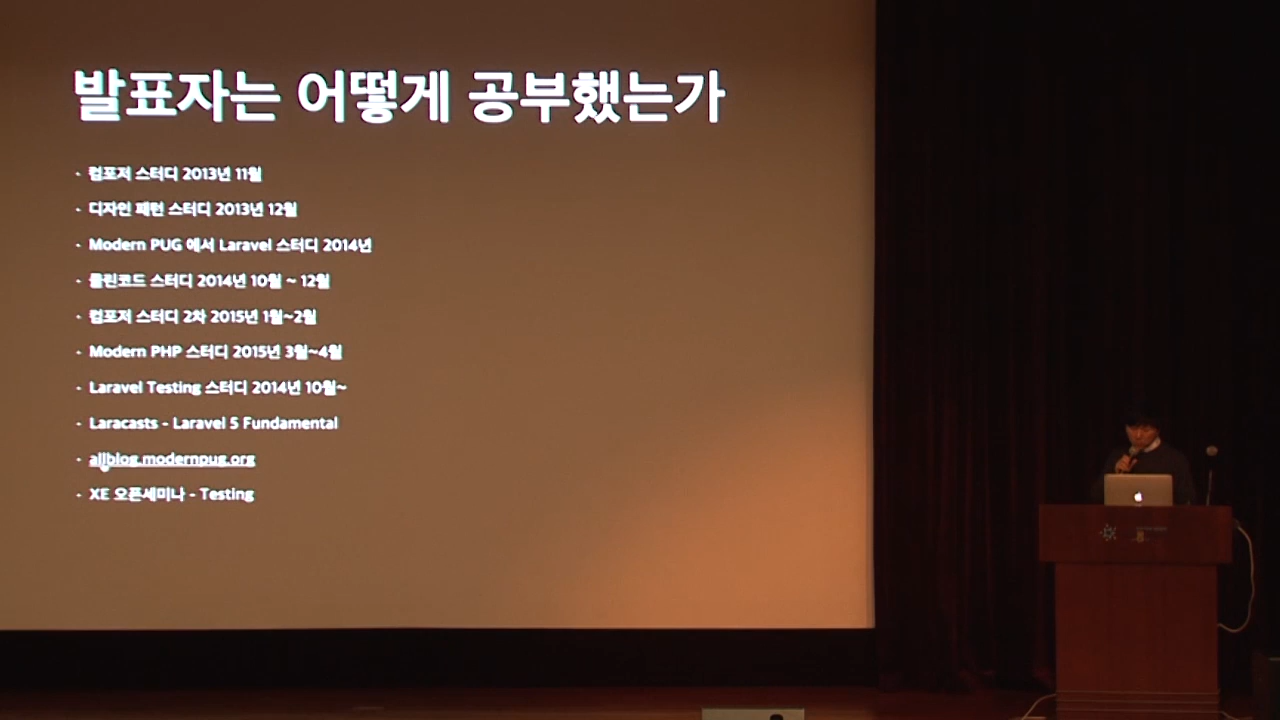 발표자는 어떻게 공부했는가
· 컴포저 스터디 2013년 11월
· 디자인 패턴 스터디 2013년 12월
· Modern PUG 에서 Laravel 스터디 2014년
· 클린코드 스터디 2014년 10월 ~ 12월
· 컴포저 스터디 2차 2015년 1월~2월
· Modern PHP 스터디 2015년 3월~4월
· Laravel Testing 스터디 2014년 10월~
· Laracasts - Laravel 5 Fundamental
· allblog.modernpug.org
· XE 오픈세미나 - Testing